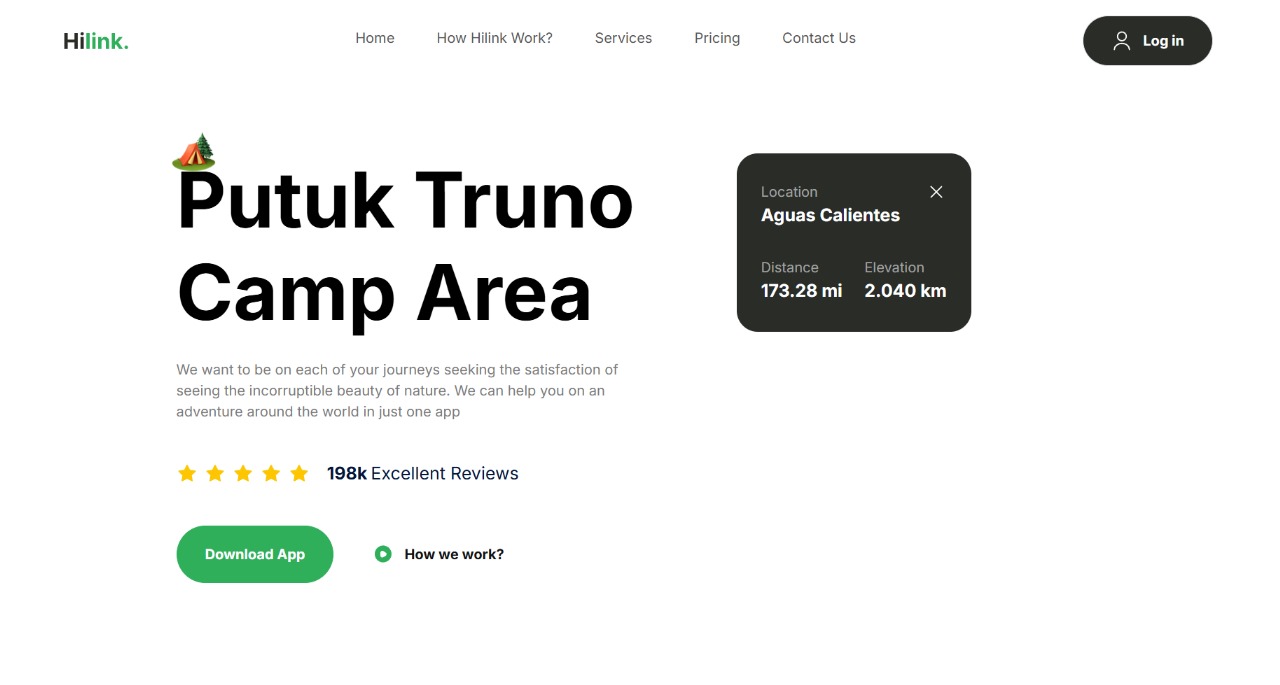 Hilink.
Home
How Hilink Work?
Services
Pricing
Contact Us
Log in
Putuk Truno
Camp Area
We want to be on each of your journeys seeking the satisfaction of
seeing the incorruptible beauty of nature. We can help you on an
adventure around the world in just one app
198k Excellent Reviews
Download App
How we work?
Location
Aguas Calientes
Distance
173.28 mi
Elevation
2.040 km